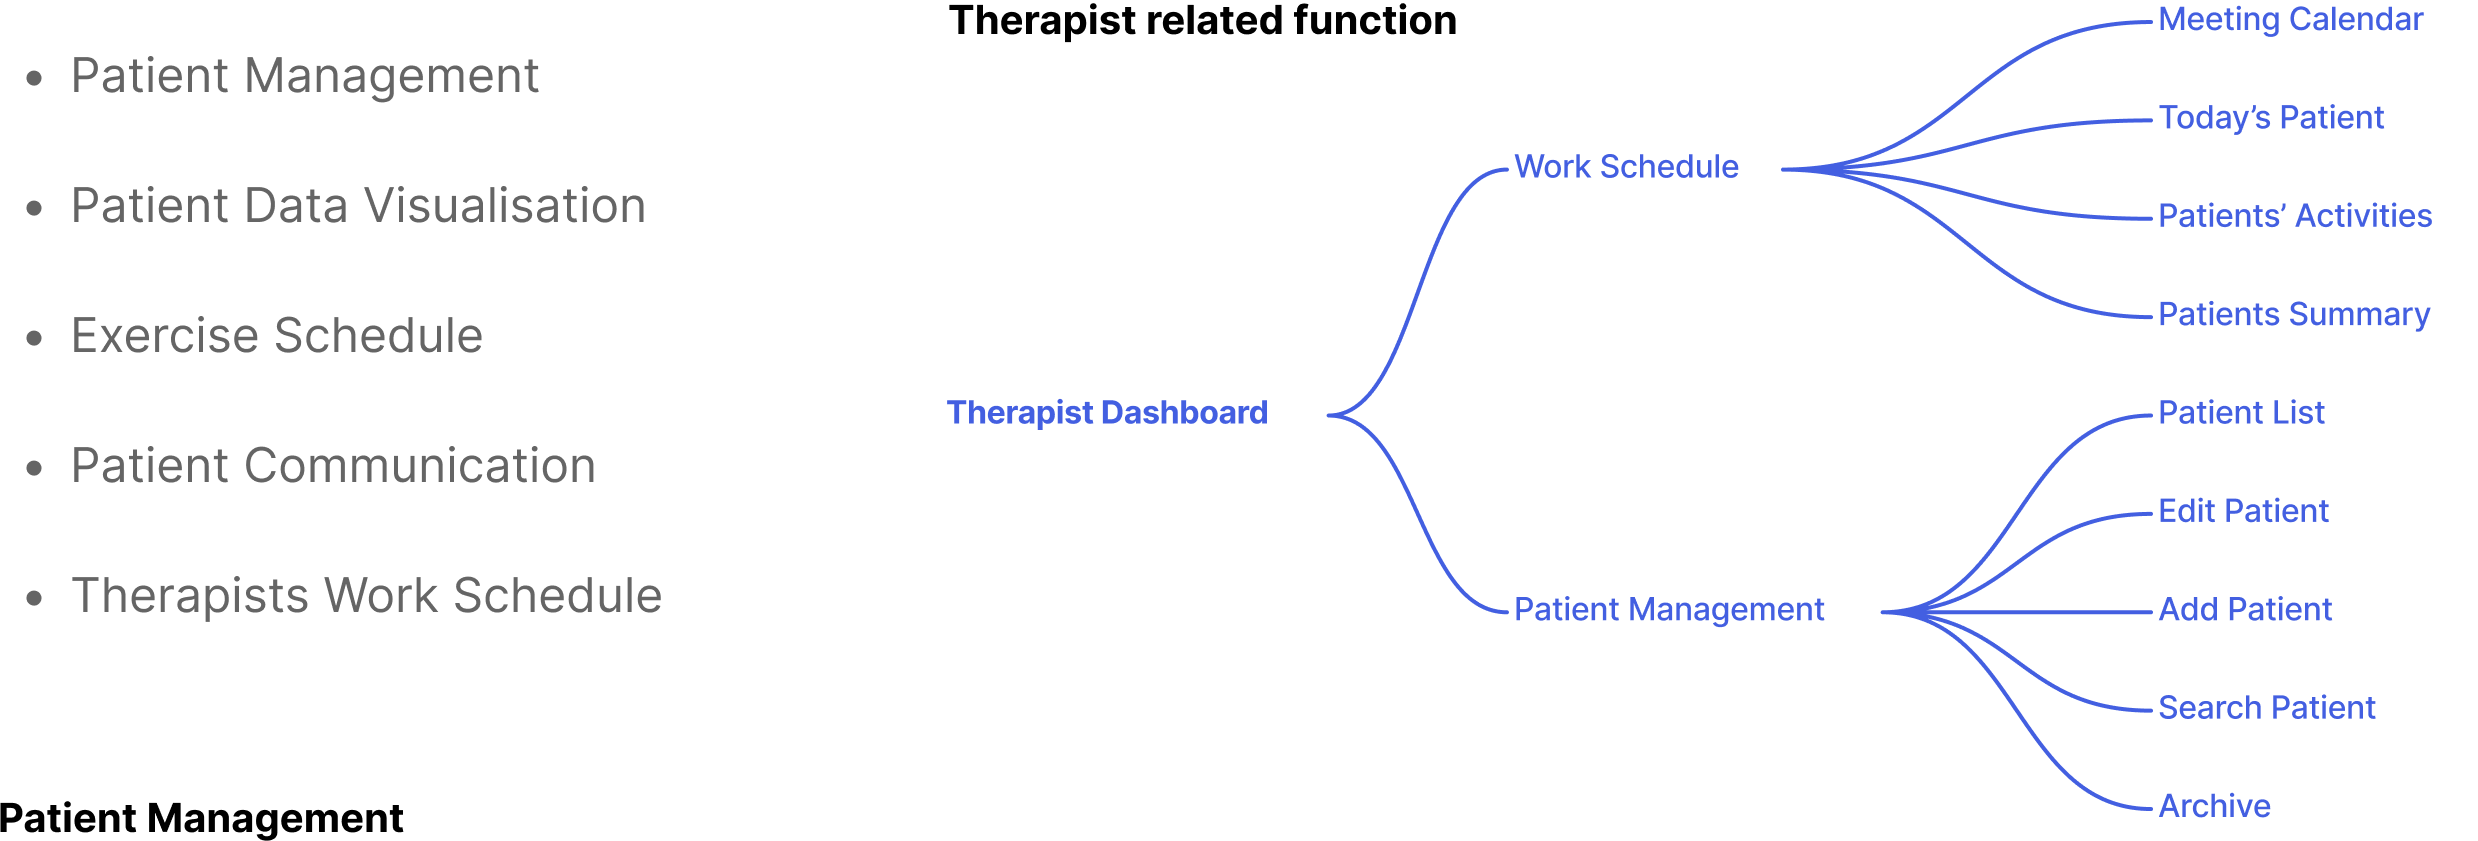 Patient Management
Patient Data Visualisation
Exercise Schedule
Patient Communication
Therapists Work Schedule
Patient Management
Therapist related function
Therapist Dashboard
Work Schedule
Meeting Calendar
Today’s Patient
Patients’ Activities
Patients Summary
Patient Management
Patient List
Edit Patient
Add Patient
Search Patient
Archive